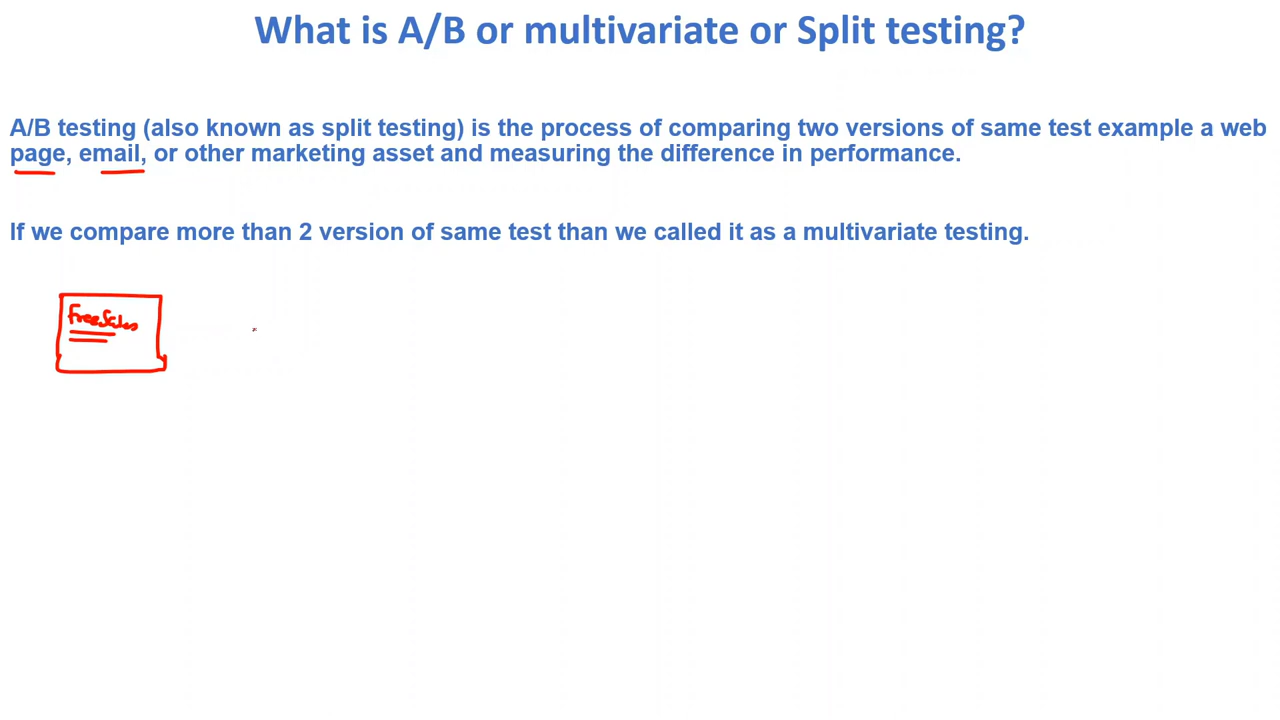 What is A/B or multivariate or Split testing?
A/B testing (also known as split testing) is the process of comparing two versions of same test example a web
page, email, or other marketing asset and measuring the difference in performance.
If we compare more than 2 version of same test than we called it as a multivariate testing.
Free Sales